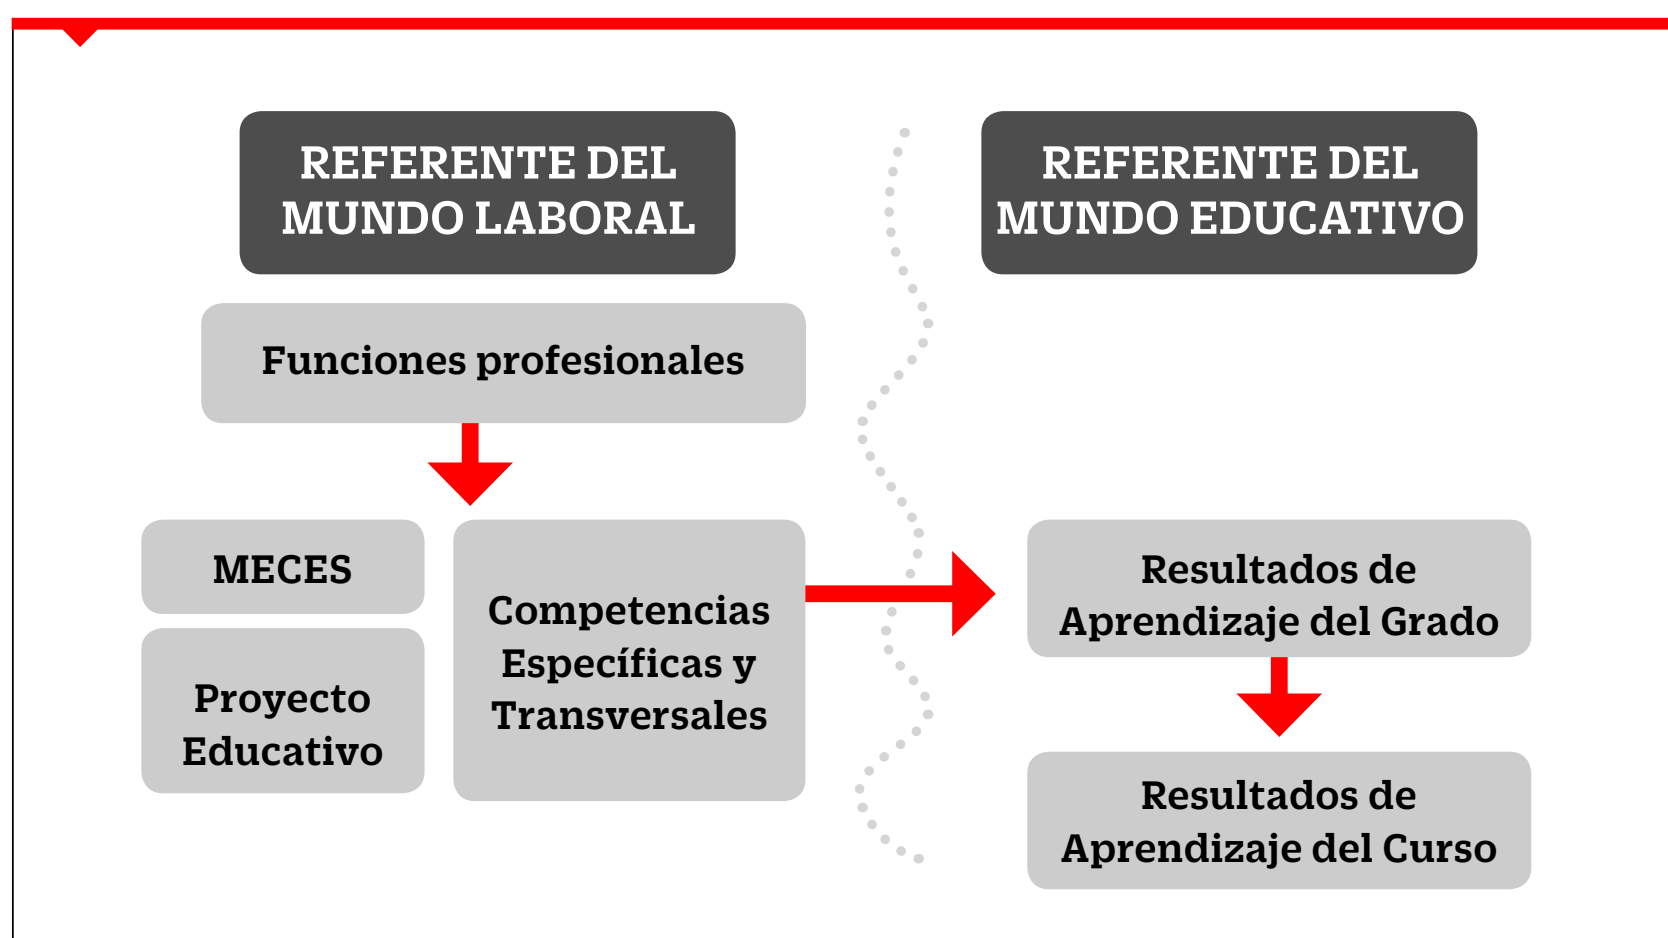 REFERENTE DEL
MUNDO LABORAL
REFERENTE DEL
MUNDO EDUCATIVO
Funciones profesionales
MECES
Proyecto
Educativo
Competencias
Específicas y
Transversales
Resultados de
Aprendizaje del Grado
Resultados de
Aprendizaje del Curso